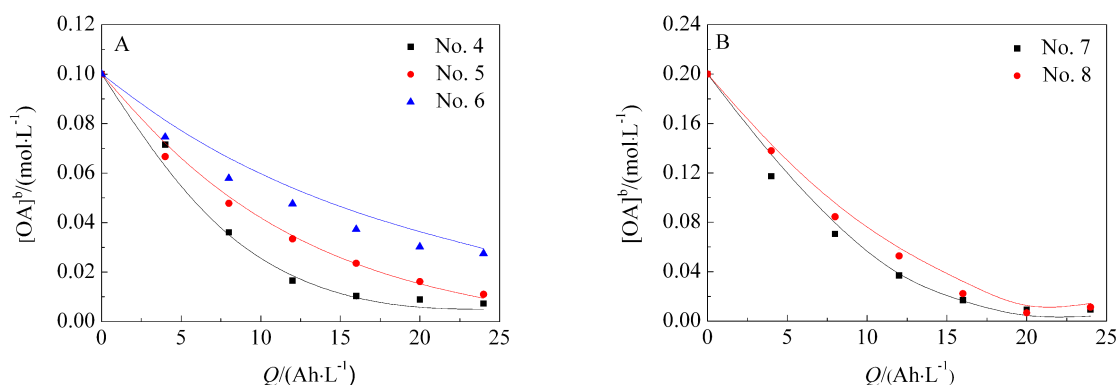 A
No. 4
No. 5
No. 6
[OA]ᵇ/(mol·L⁻¹)
0.12
0.10
0.08
0.06
0.04
0.02
0.00
0 5 10 15 20 25
Q/(Ah·L⁻¹)
B
No. 7
No. 8
[OA]ᵇ/(mol·L⁻¹)
0.24
0.20
0.16
0.12
0.08
0.04
0.00
0 5 10 15 20 25
Q/(Ah·L⁻¹)